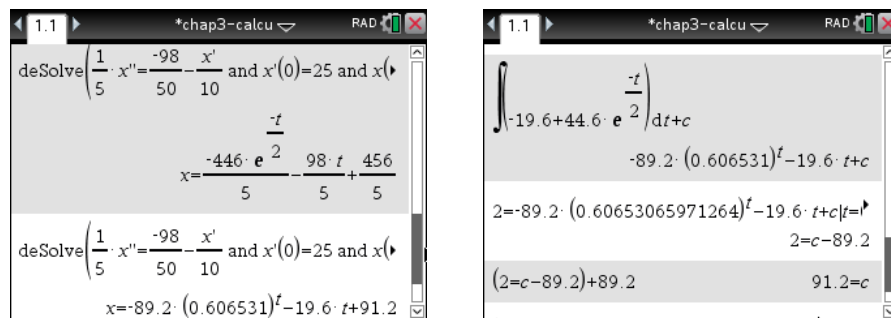 1.1 *chap3-calcu RAD
deSolve(1/5·x''=-98/50-x'/10 and x'(0)=25 and x(
x=-446·e^(-t/2)/5-98·t/5+456/5
deSolve(1/5·x''=-98/50-x'/10 and x'(0)=25 and x(
x=-89.2·(0.606531)^t-19.6·t+91.2
1.1 *chap3-calcu RAD
∫(-19.6+44.6·e^(-t/2))dt+c
-89.2·(0.606531)^t-19.6·t+c
2=-89.2·(0.60653065971264)^t-19.6·t+c|t=
2=c-89.2
(2=c-89.2)+89.2 91.2=c